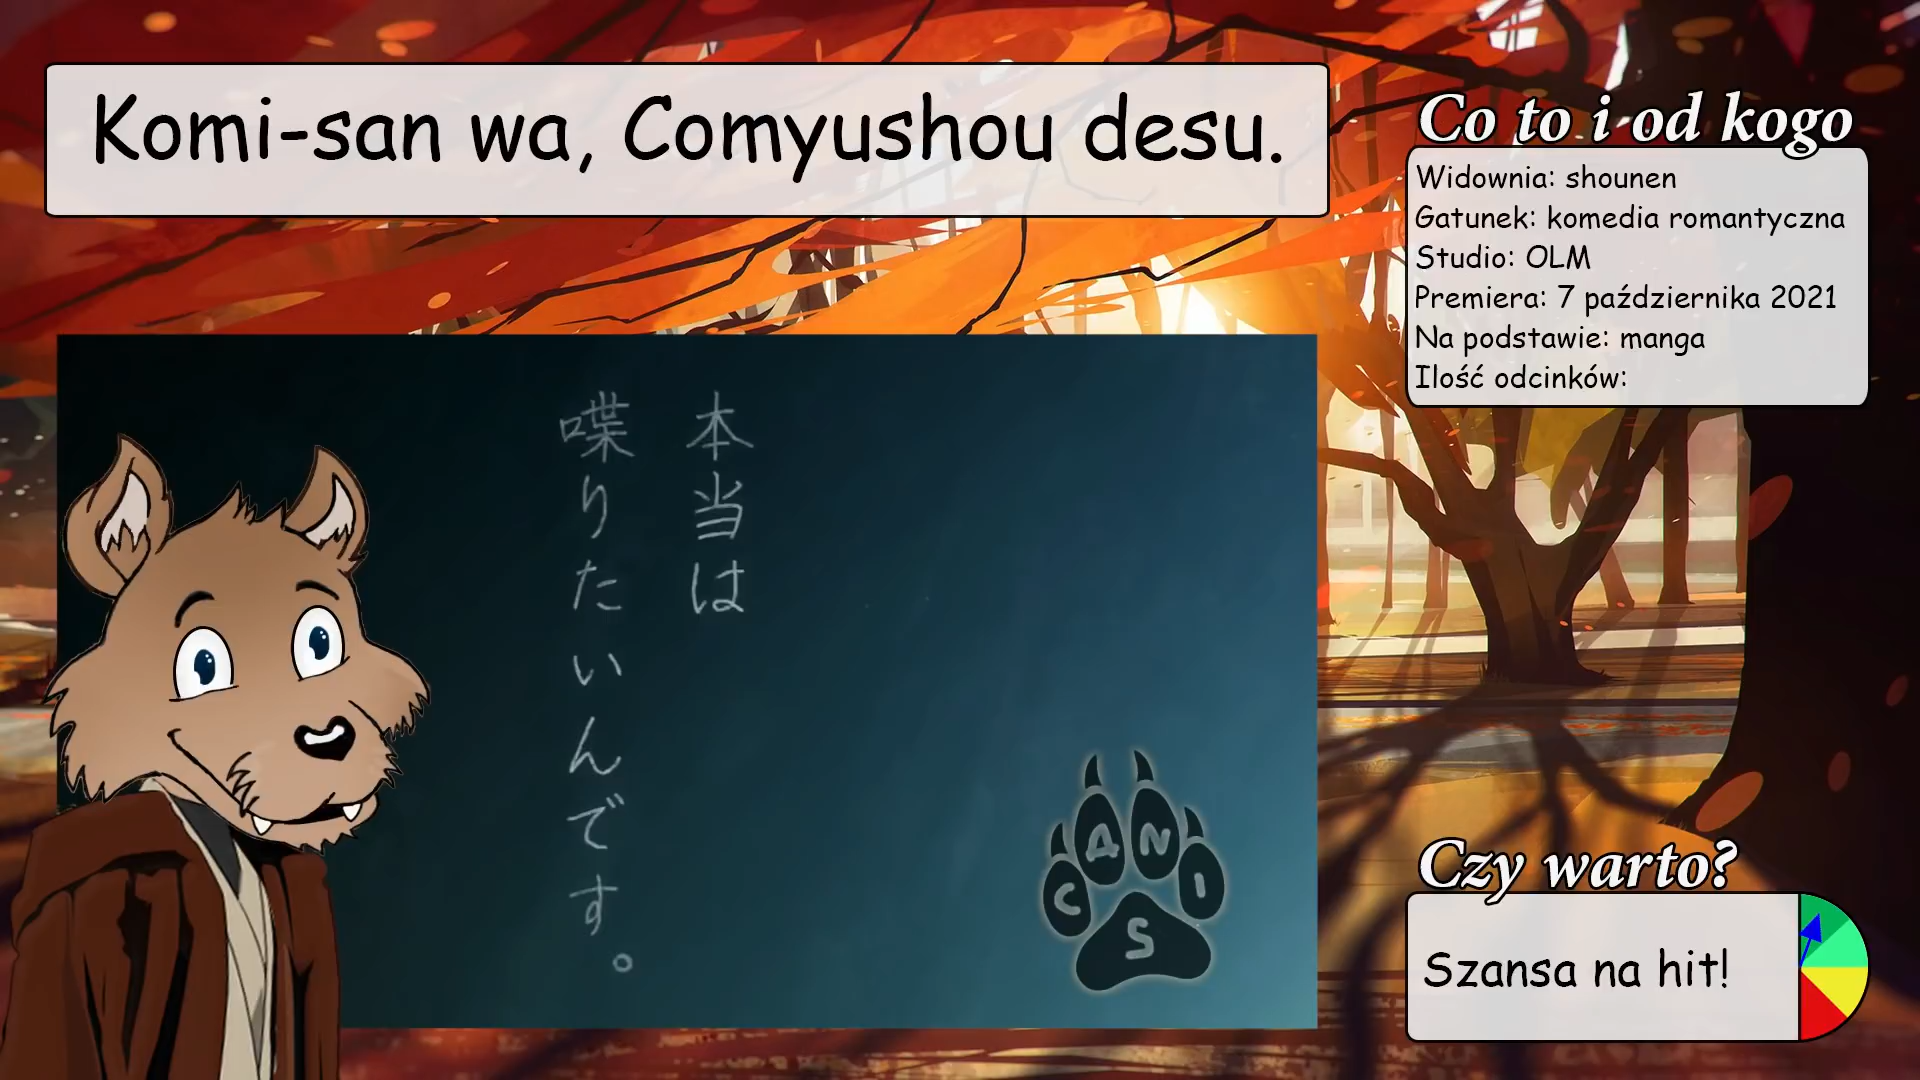 Komi-san wa, Comyushou desu.
Co to i od kogo
Widownia: shounen
Gatunek: komedia romantyczna
Studio: OLM
Premiera: 7 października 2021
Na podstawie: manga
Ilość odcinków:
本当は
喋りたいんです。
CANIS
Czy warto?
Szansa na hit!